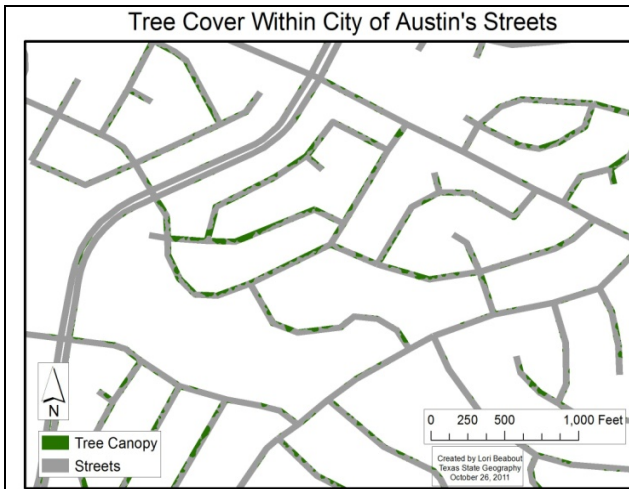 Tree Cover Within City of Austin's Streets
N
Tree Canopy
Streets
0 250 500 1,000 Feet
Created by Lori Beabout
Texas State Geography
October 26, 2011